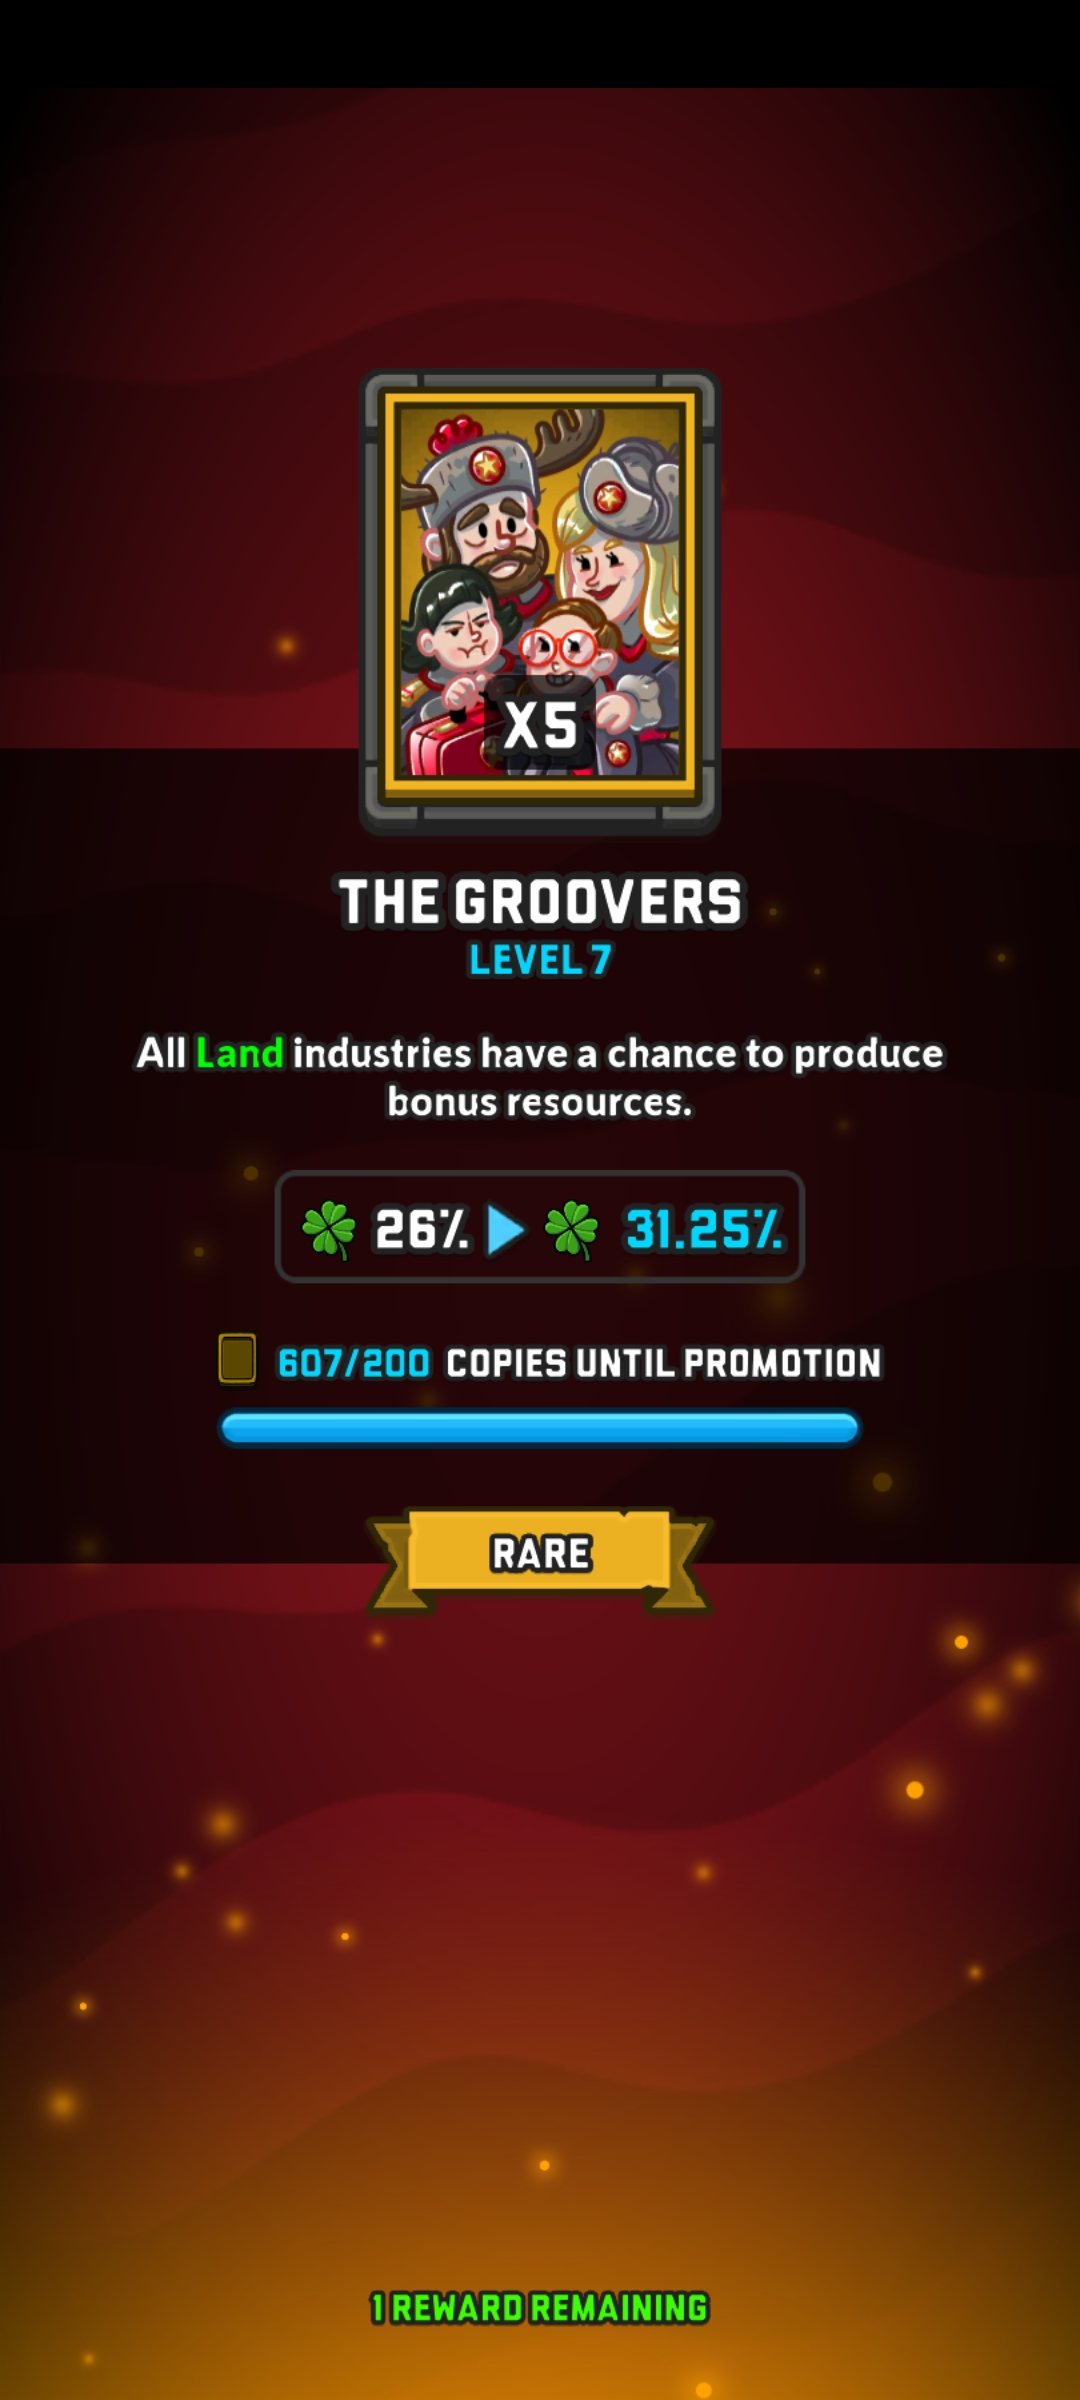 X5
THE GROOVERS
LEVEL 7
All Land industries have a chance to produce
bonus resources.
26% 31.25%
607/200 COPIES UNTIL PROMOTION
RARE
1 REWARD REMAINING